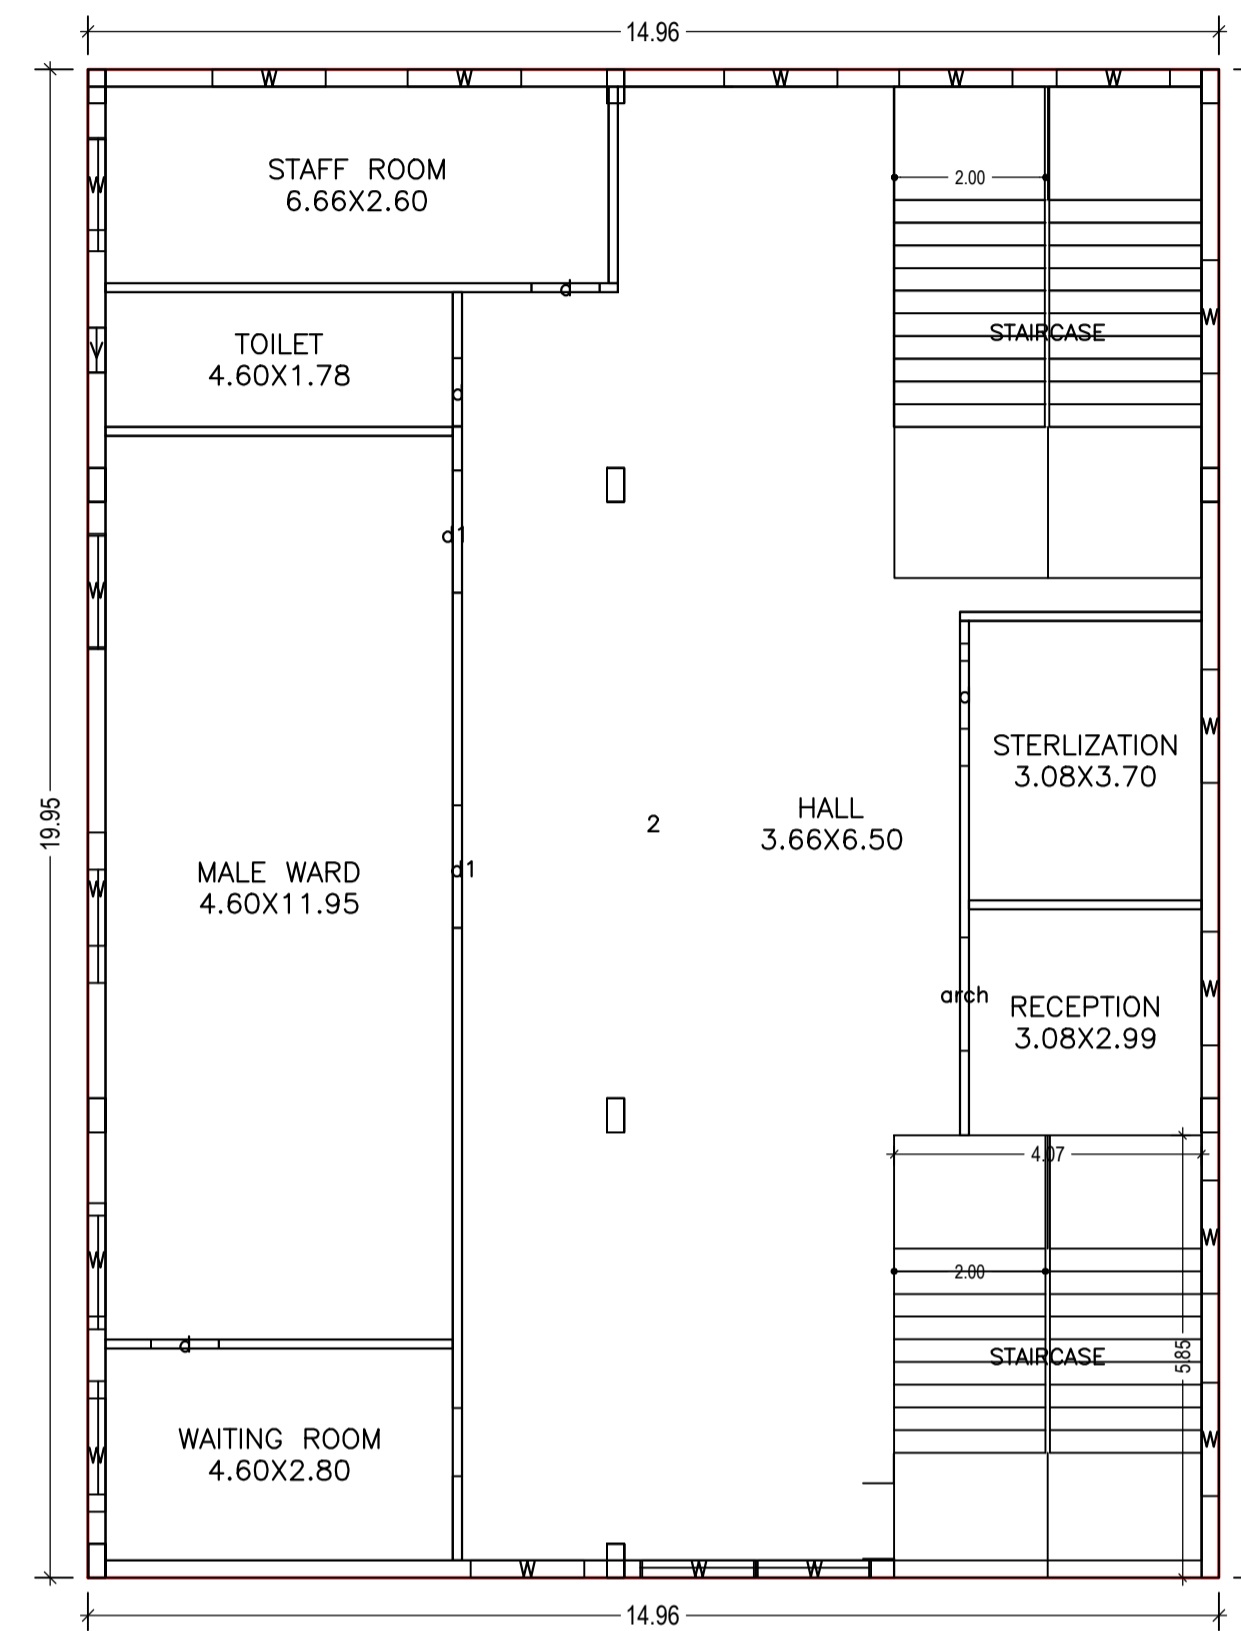 14.96
W W W W W
STAFF ROOM
6.66X2.60
W
2.00
d
W
STAIRCASE
TOILET
4.60X1.78
V
d
d1
W
d
W
STERLIZATION
3.08X3.70
HALL
3.66X6.50
2
19.95
MALE WARD
4.60X11.95
d1
W
W
arch
RECEPTION
3.08X2.99
4.07
W
W
2.00
STAIRCASE
5.85
d
WAITING ROOM
4.60X2.80
W
W
W W W
14.96